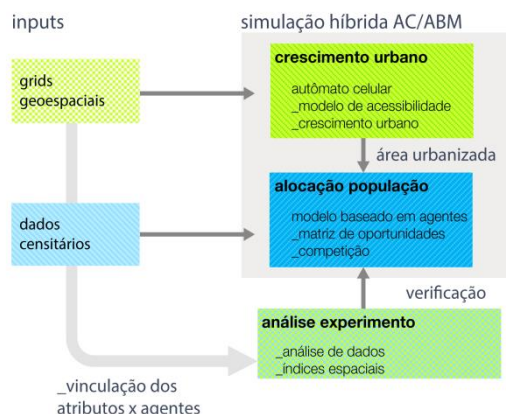 inputs
simulação híbrida AC/ABM
grids
geoespaciais
crescimento urbano
autômato celular
_modelo de acessibilidade
_crescimento urbano
área urbanizada
dados
censitários
alocação população
modelo baseado em agentes
_matriz de oportunidades
_competição
verificação
análise experimento
_análise de dados
_índices espaciais
_vinculação dos
atributos x agentes